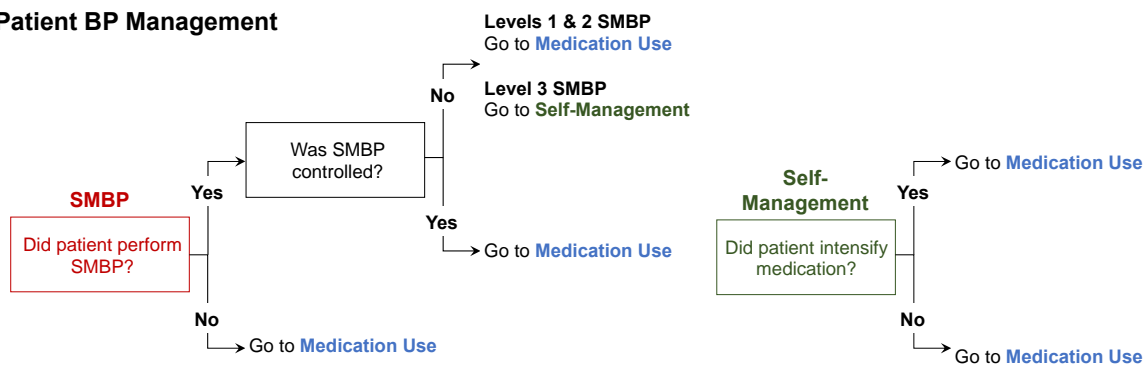 Patient BP Management
Levels 1 & 2 SMBP
Go to Medication Use
No
Level 3 SMBP
Go to Self-Management
Was SMBP
controlled?
Yes
SMBP
Did patient perform
SMBP?
Yes
Go to Medication Use
No
Go to Medication Use
Self-
Management
Did patient intensify
medication?
Yes
Go to Medication Use
No
Go to Medication Use